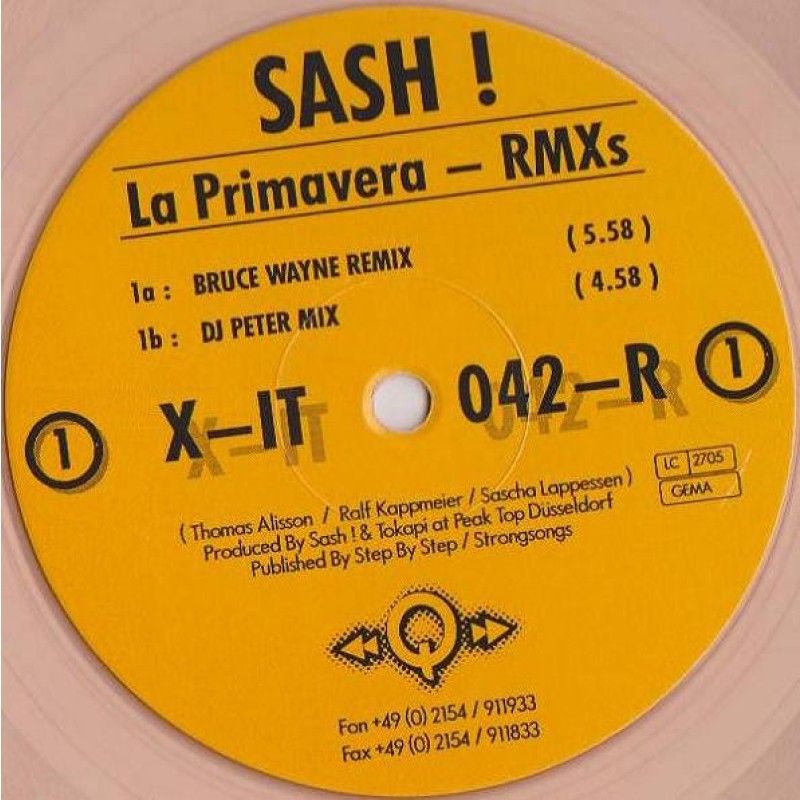 SASH !
La Primavera – RMXs
1a : BRUCE WAYNE REMIX ( 5.58 )
1b : DJ PETER MIX ( 4.58 )
1 X–IT 042–R 1
LC 2705
GEMA
( Thomas Alisson / Ralf Kappmeier / Sascha Lappessen )
Produced By Sash ! & Tokapi at Peak Top Düsseldorf
Published By Step By Step / Strongsongs
Q
Fon +49 (0) 2154 / 911933
Fax +49 (0) 2154 / 911833